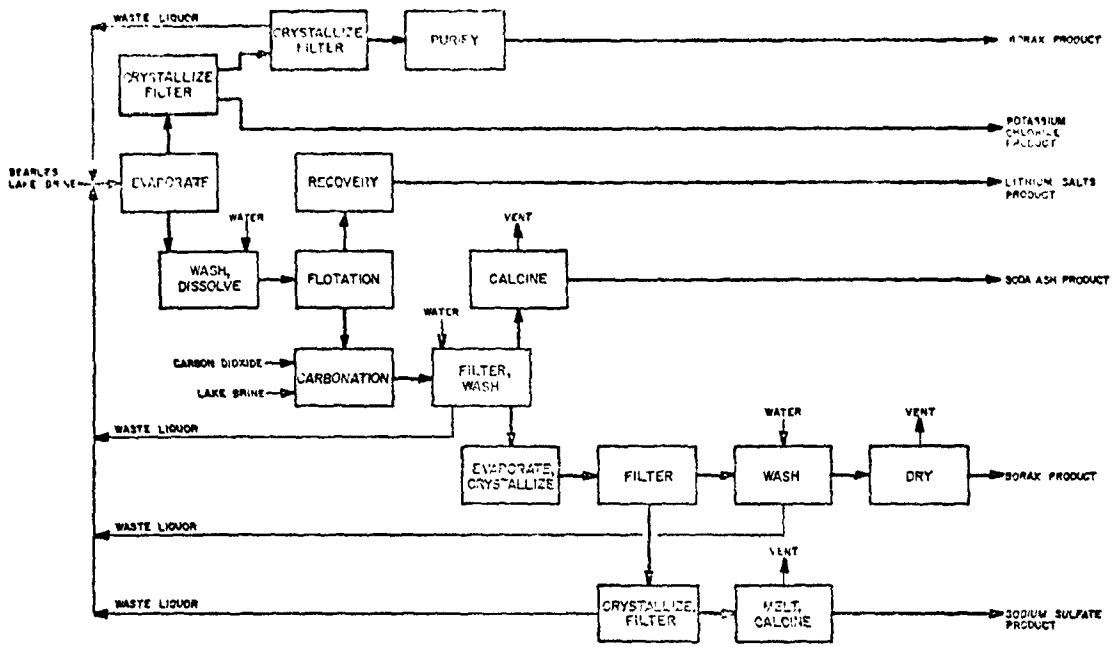 WASTE LIQUOR
CRYSTALLIZE
FILTER
PURIFY
BORAX PRODUCT
CRYSTALLIZE
FILTER
POTASSIUM
CHLORIDE
PRODUCT
SEARLES
LAKE BRINE
EVAPORATE
RECOVERY
LITHIUM SALTS
PRODUCT
WATER
VENT
WASH,
DISSOLVE
FLOTATION
CALCINE
SODA ASH PRODUCT
WATER
CARBON DIOXIDE
LAKE BRINE
CARBONATION
FILTER,
WASH
WASTE LIQUOR
WATER
VENT
EVAPORATE,
CRYSTALLIZE
FILTER
WASH
DRY
BORAX PRODUCT
WASTE LIQUOR
VENT
WASTE LIQUOR
CRYSTALLIZE,
FILTER
MELT,
CALCINE
SODIUM SULFATE
PRODUCT